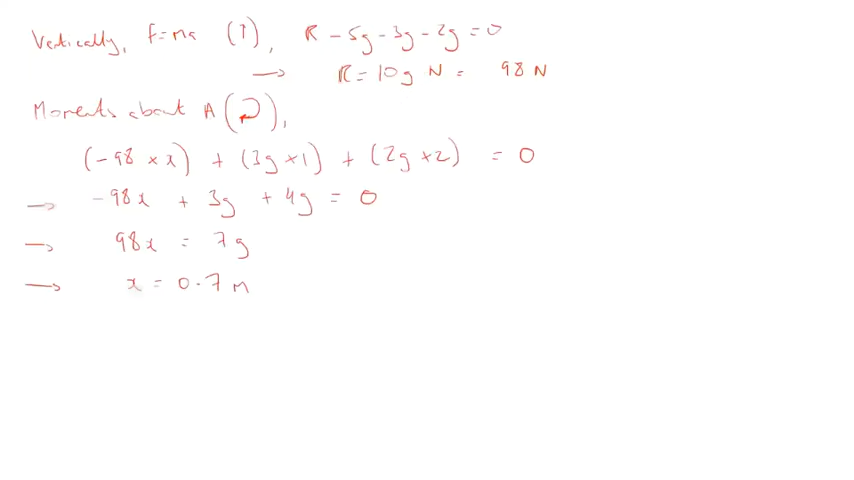 Vertically, F=ma (↑), R - 5g - 3g - 2g = 0
→ R = 10g N = 98 N
Moments about A (↻),
(-98 × x) + (3g × 1) + (2g × 2) = 0
→ -98x + 3g + 4g = 0
→ 98x = 7g
→ x = 0.7 m